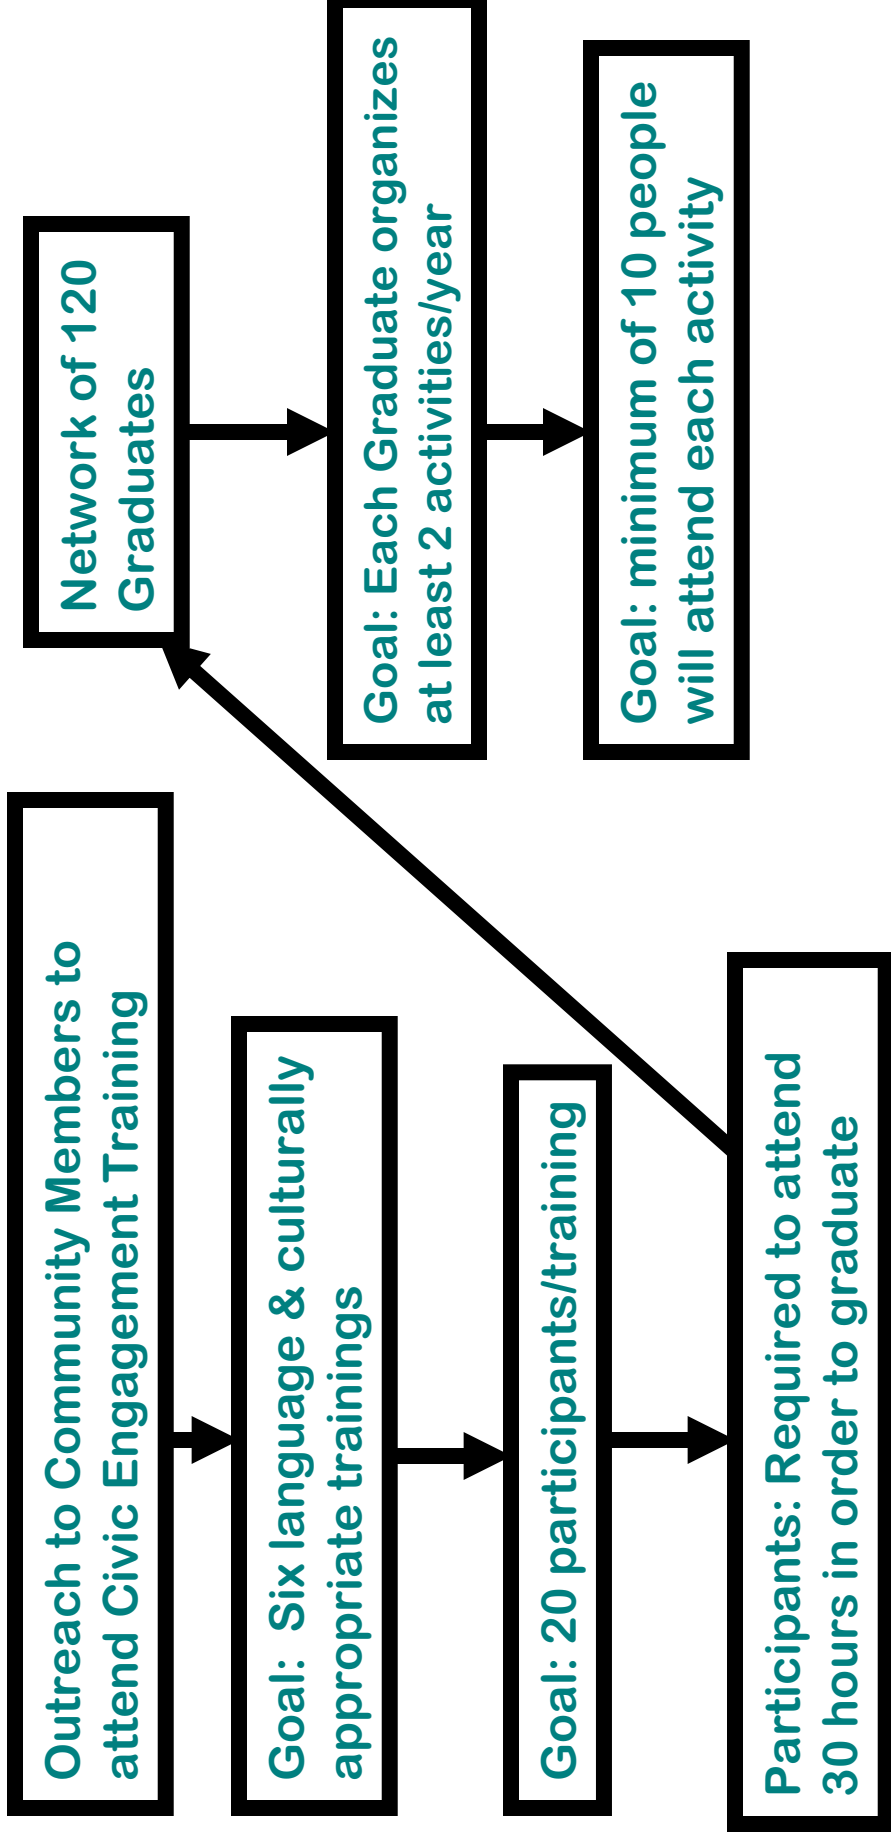 Outreach to Community Members to
attend Civic Engagement Training
Goal: Six language & culturally
appropriate trainings
Goal: 20 participants/training
Participants: Required to attend
30 hours in order to graduate
Network of 120
Graduates
Goal: Each Graduate organizes
at least 2 activities/year
Goal: minimum of 10 people
will attend each activity